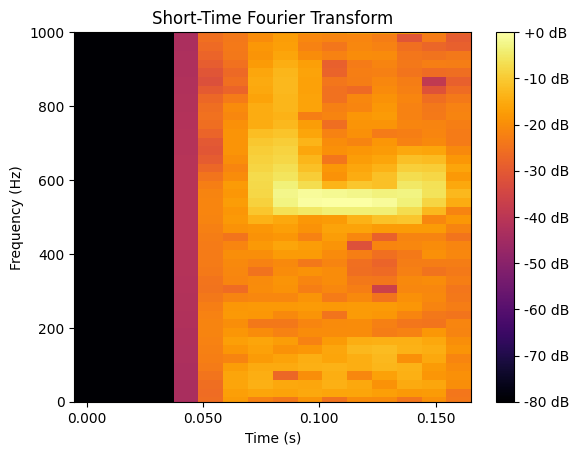 Short-Time Fourier Transform
1000
800
600
400
200
0
Frequency (Hz)
0.000
0.050
0.100
0.150
Time (s)
+0 dB
-10 dB
-20 dB
-30 dB
-40 dB
-50 dB
-60 dB
-70 dB
-80 dB